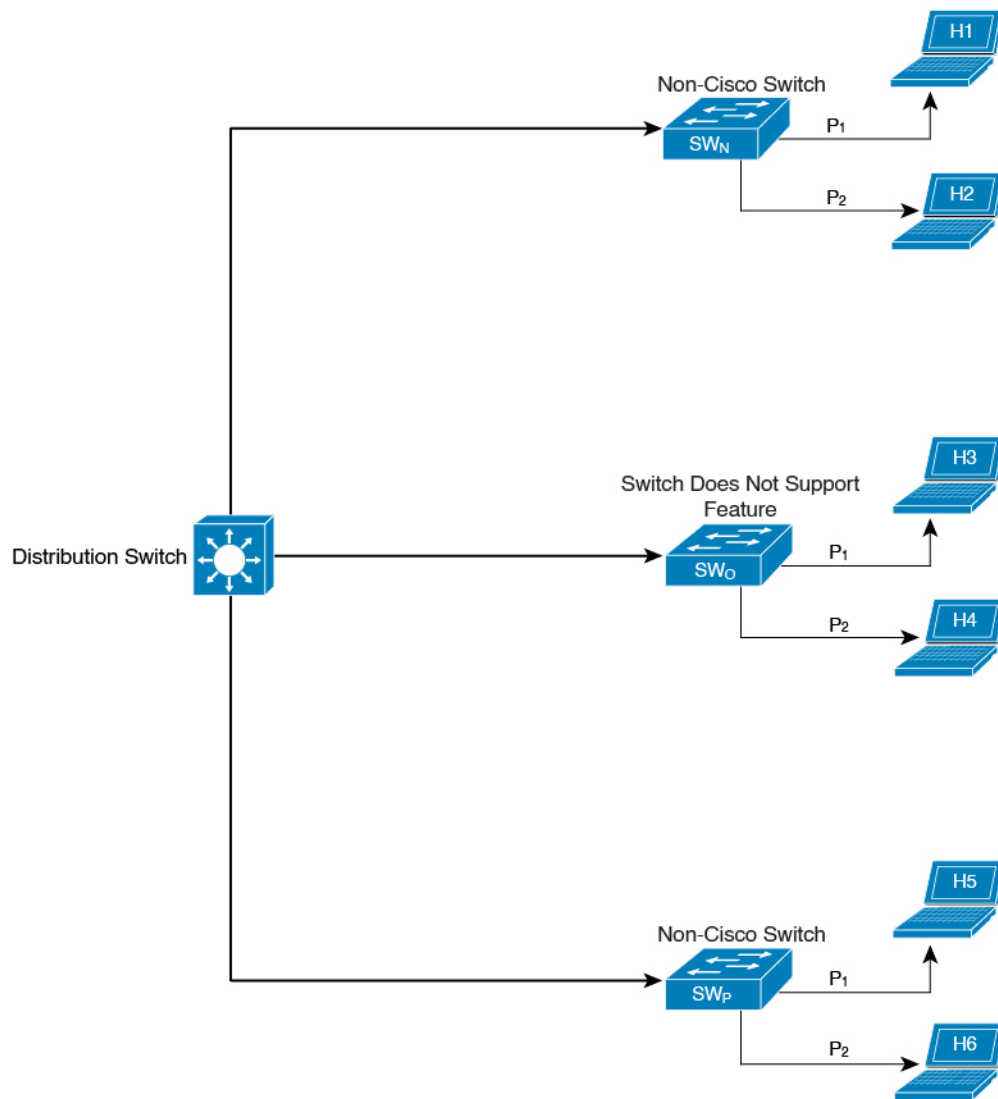 H1
Non-Cisco Switch
P₁
SWN
H2
P₂
H3
Switch Does Not Support
Feature
Distribution Switch
P₁
SWO
H4
P₂
H5
Non-Cisco Switch
P₁
SWP
H6
P₂